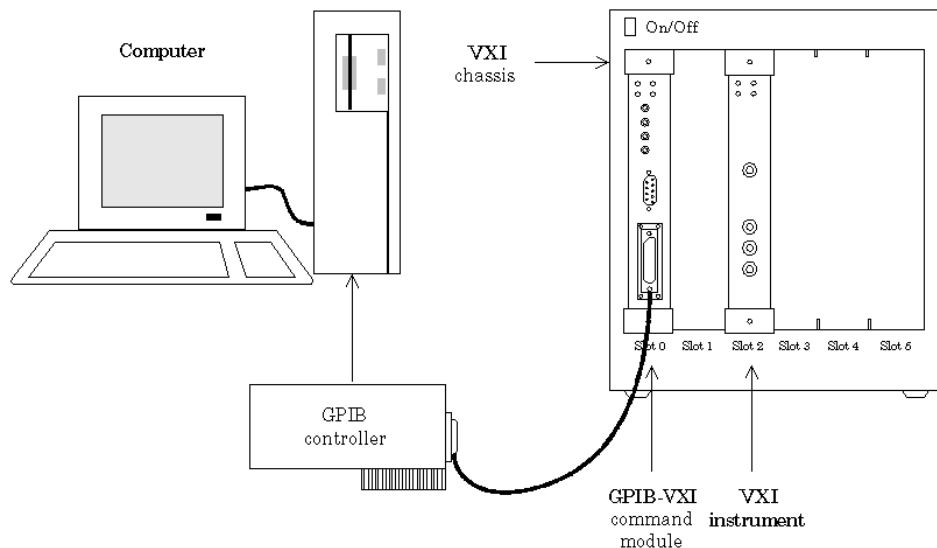 On/Off
Computer
VXI
chassis
Slot 0 Slot 1 Slot 2 Slot 3 Slot 4 Slot 5
GPIB
controller
GPIB-VXI
command
module
VXI
instrument